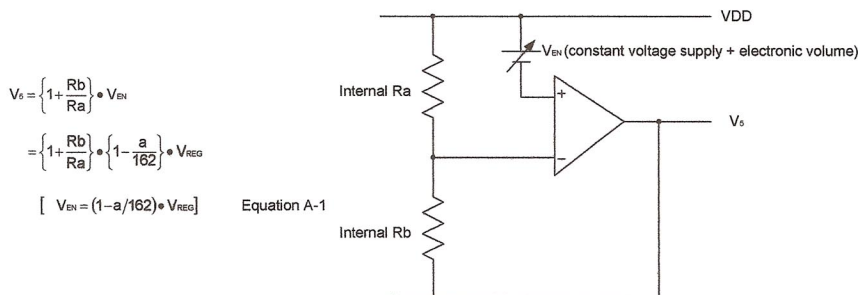 VDD
VEN (constant voltage supply + electronic volume)
Internal Ra
+
V5
−
Internal Rb
V5 = {1+ Rb/Ra} • VEN
= {1+ Rb/Ra} • {1− a/162} • VREG
[ VEN = (1−a/162) • VREG] Equation A-1